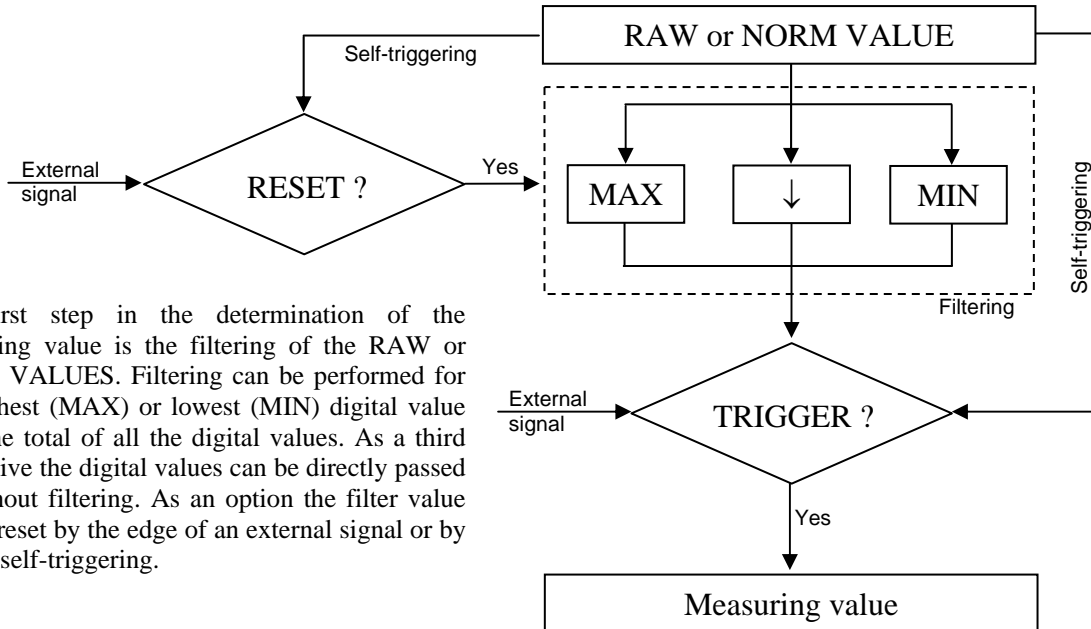 RAW or NORM VALUE
Self-triggering
External
signal
RESET ?
Yes
MAX
↓
MIN
Self-triggering
Filtering
rst step in the determination of the
ing value is the filtering of the RAW or
VALUES. Filtering can be performed for
hest (MAX) or lowest (MIN) digital value
he total of all the digital values. As a third
ive the digital values can be directly passed
hout filtering. As an option the filter value
reset by the edge of an external signal or by
self-triggering.
External
signal
TRIGGER ?
Yes
Measuring value